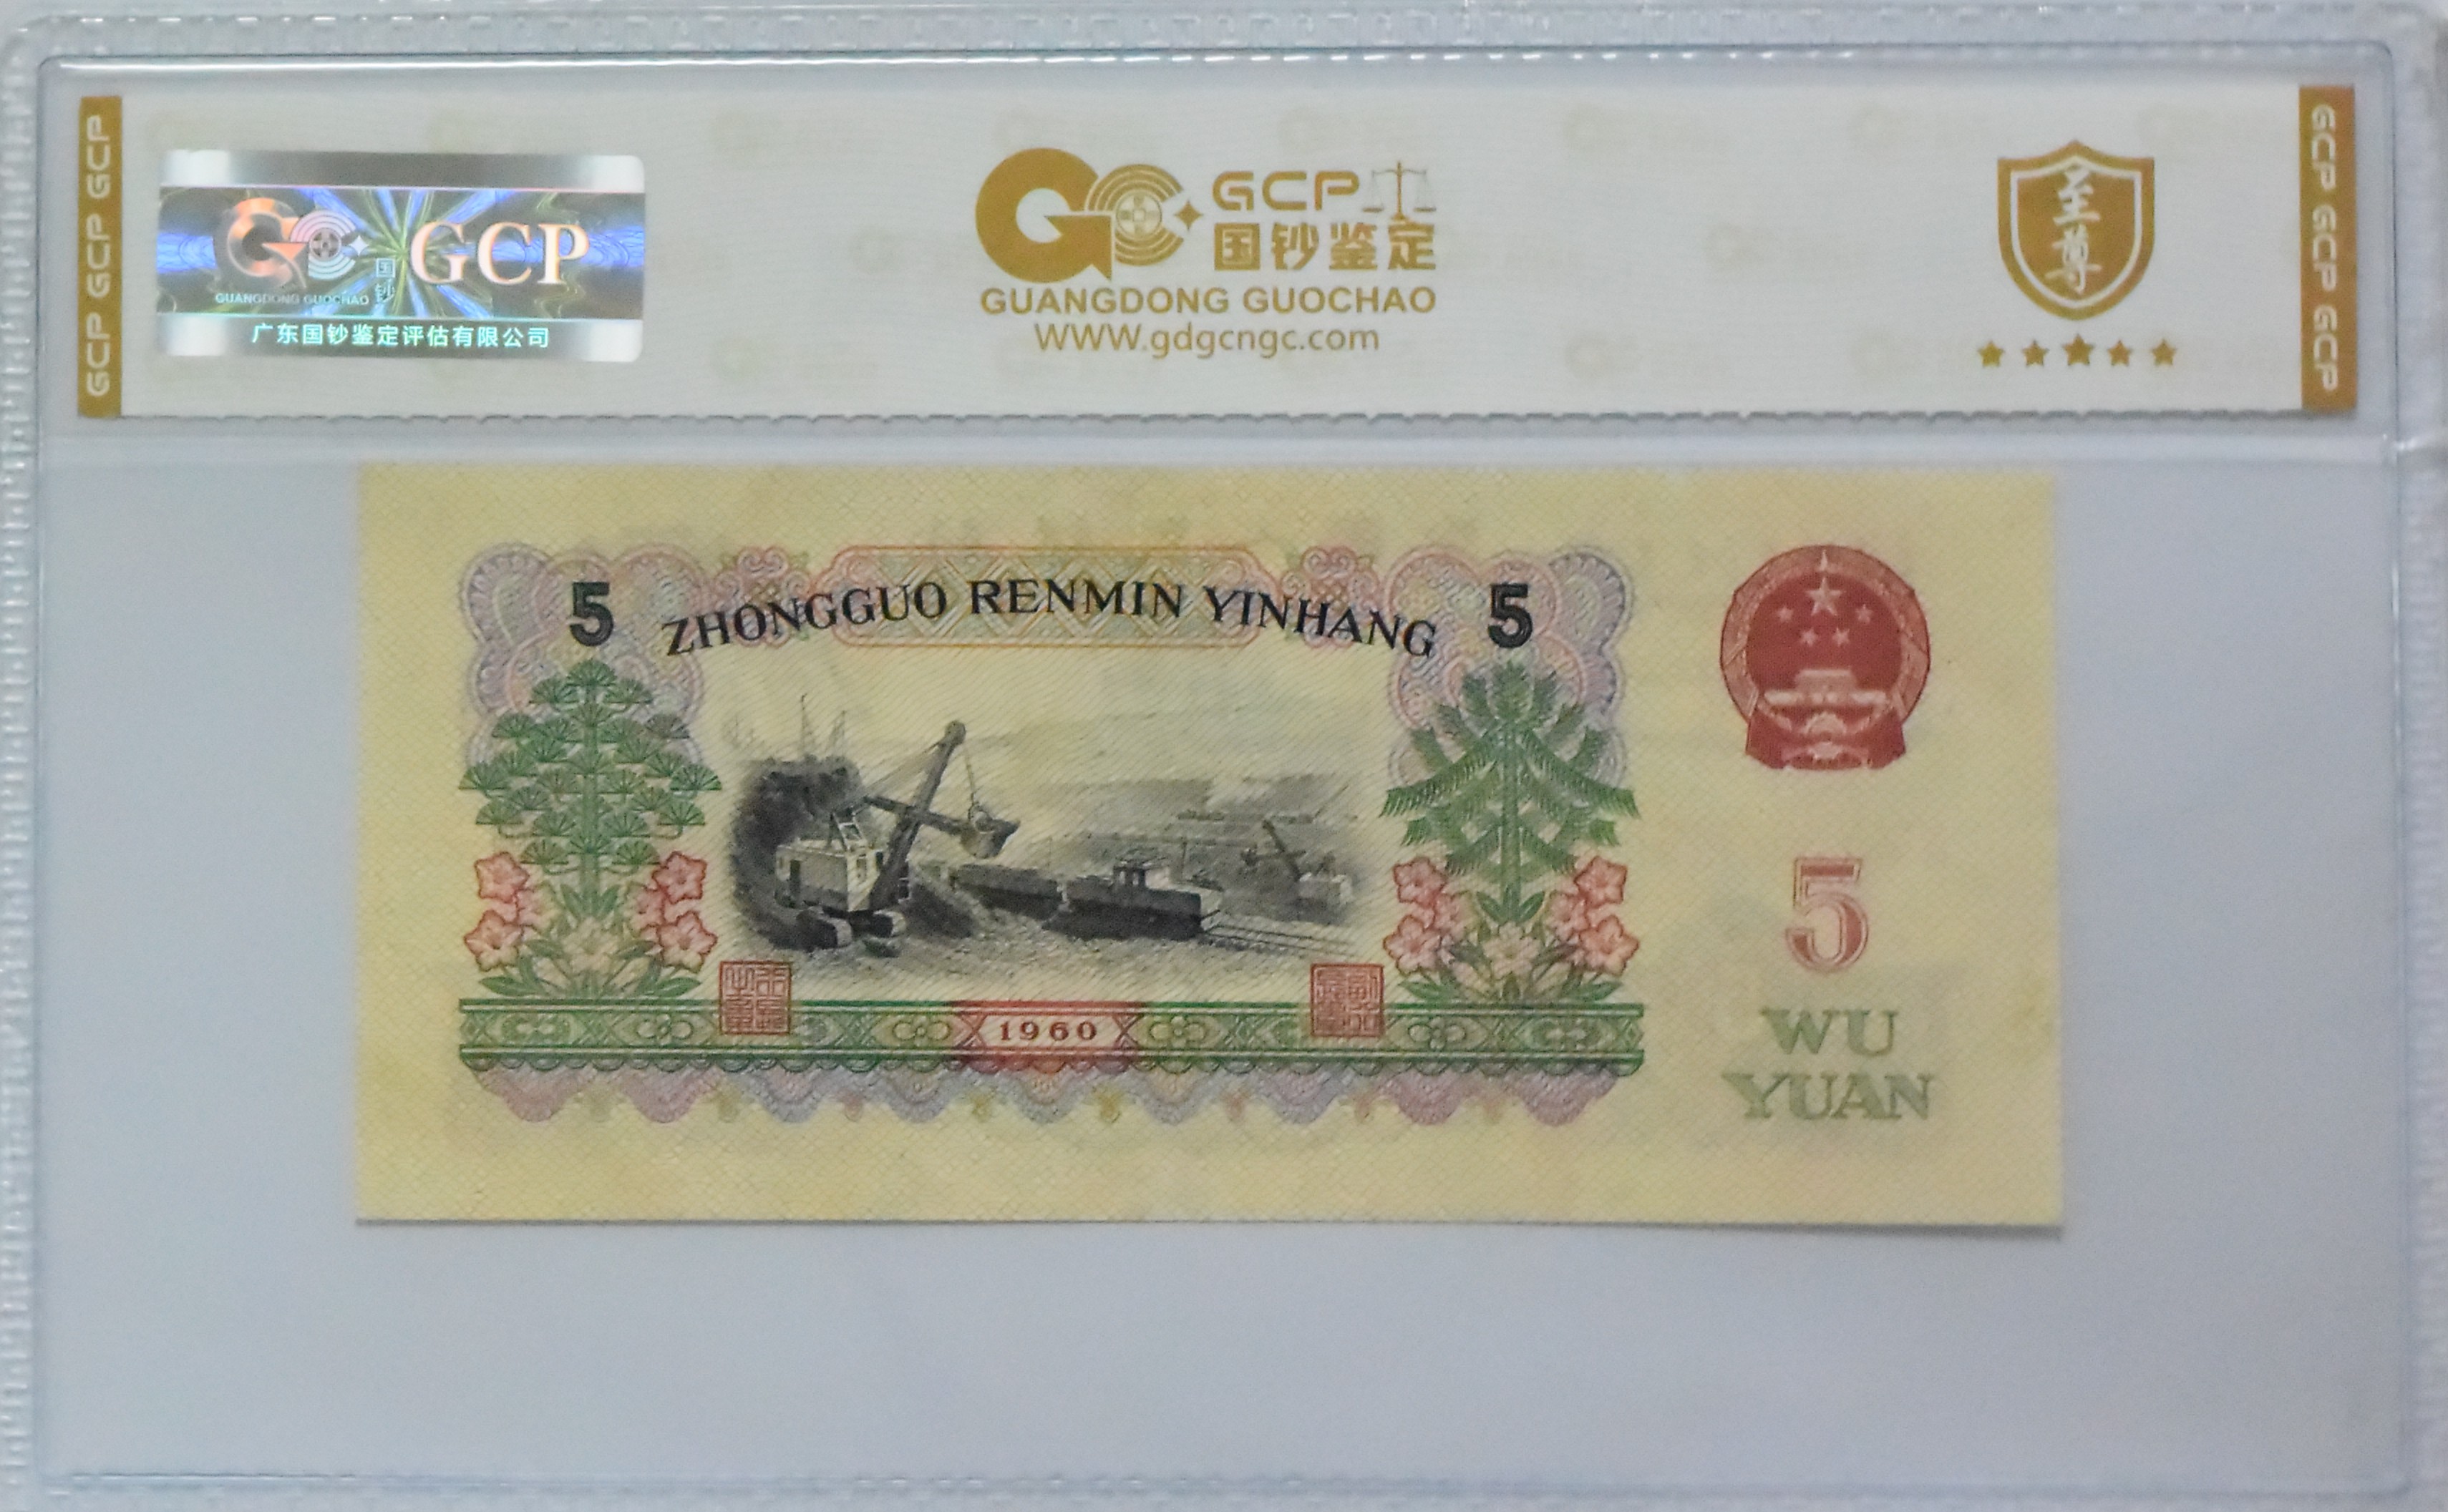 GCP GCP GCP
GUANGDONG GUOCHAO
国钞
GCP
广东国钞鉴定评估有限公司
GCP
国钞鉴定
GUANGDONG GUOCHAO
WWW.gdgcngc.com
至尊
GCP GCP GCP
5
ZHONGGUO RENMIN YINHANG
5
1960
5
WU
YUAN